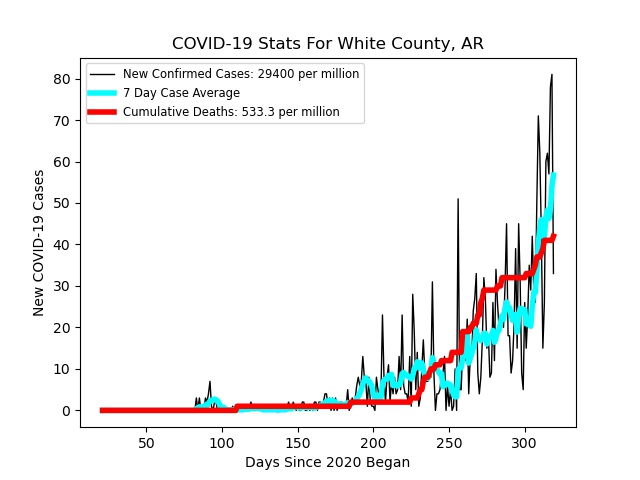 COVID-19 Stats For White County, AR
New Confirmed Cases: 29400 per million
7 Day Case Average
Cumulative Deaths: 533.3 per million
New COVID-19 Cases
80
70
60
50
40
30
20
10
0
50 100 150 200 250 300
Days Since 2020 Began